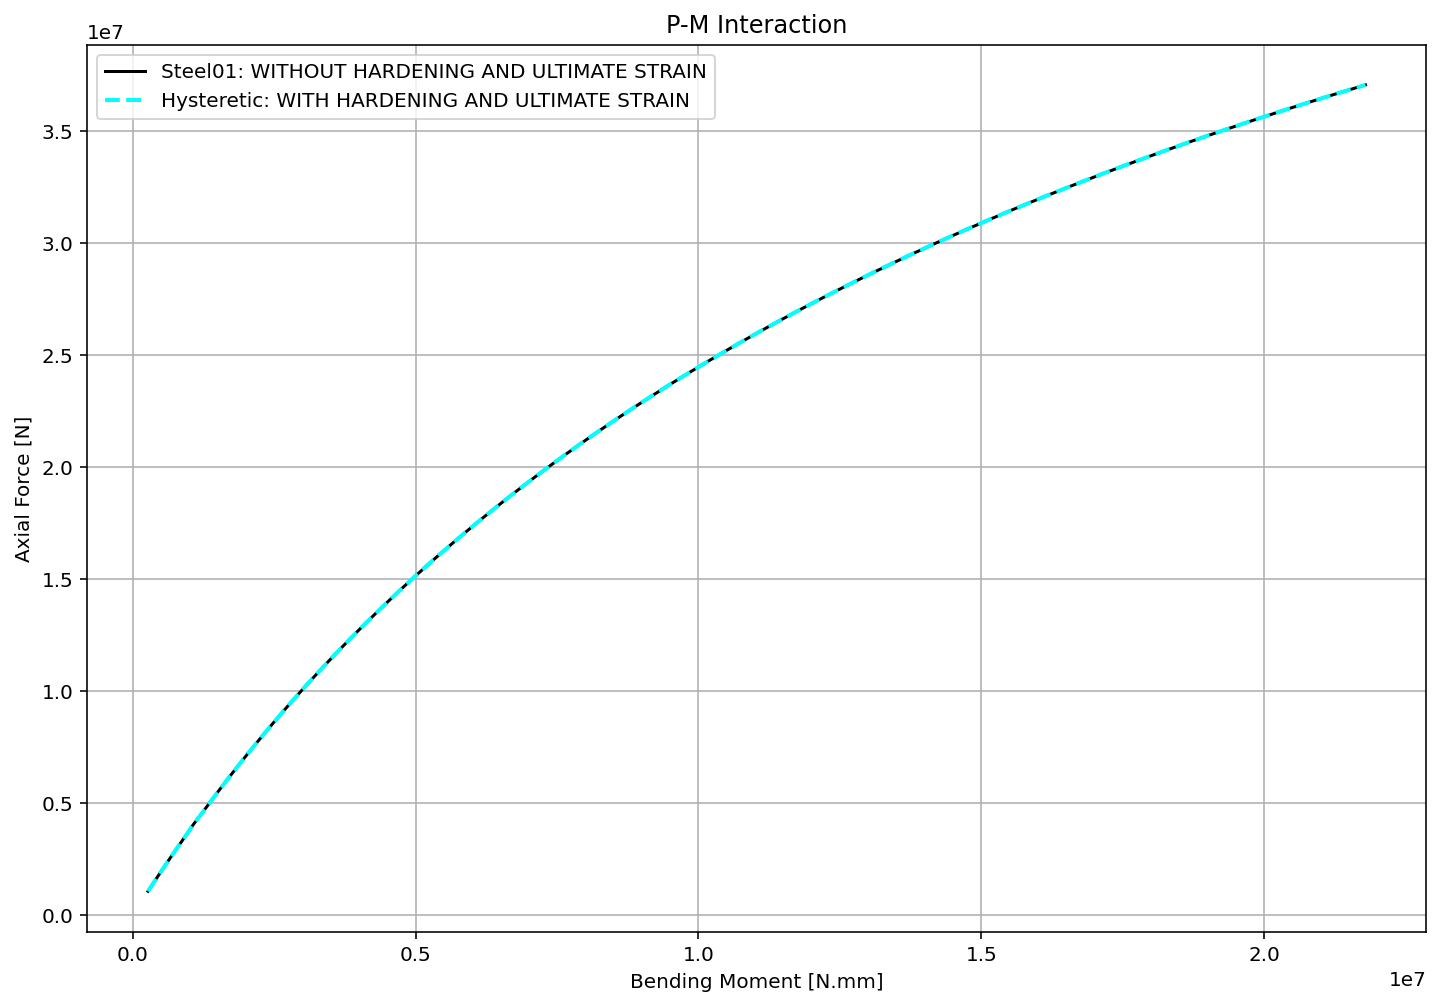 P-M Interaction
1e7
Steel01: WITHOUT HARDENING AND ULTIMATE STRAIN
Hysteretic: WITH HARDENING AND ULTIMATE STRAIN
3.5
3.0
2.5
2.0
1.5
1.0
0.5
0.0
Axial Force [N]
0.0 0.5 1.0 1.5 2.0
Bending Moment [N.mm]
1e7